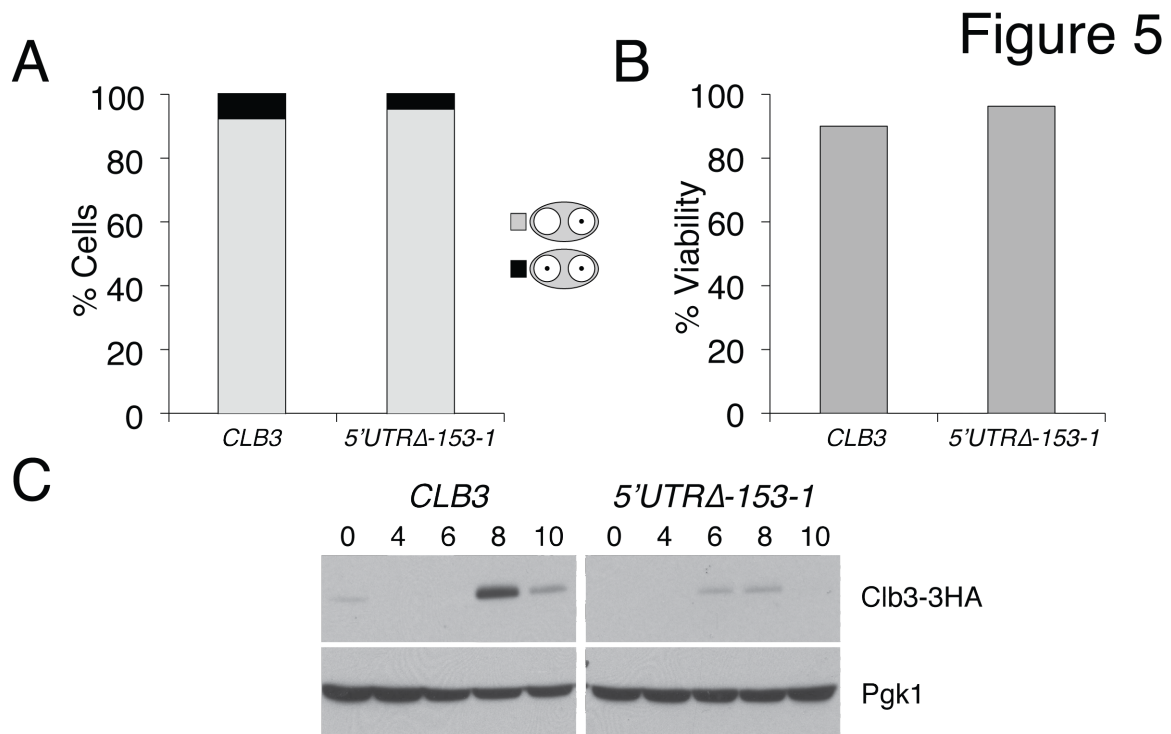 Figure 5
A
100
80
60
40
20
0
% Cells
CLB3 5’UTRΔ-153-1
B
100
80
60
40
20
0
% Viability
CLB3 5’UTRΔ-153-1
C
CLB3 5’UTRΔ-153-1
0 4 6 8 10 0 4 6 8 10
Clb3-3HA
Pgk1